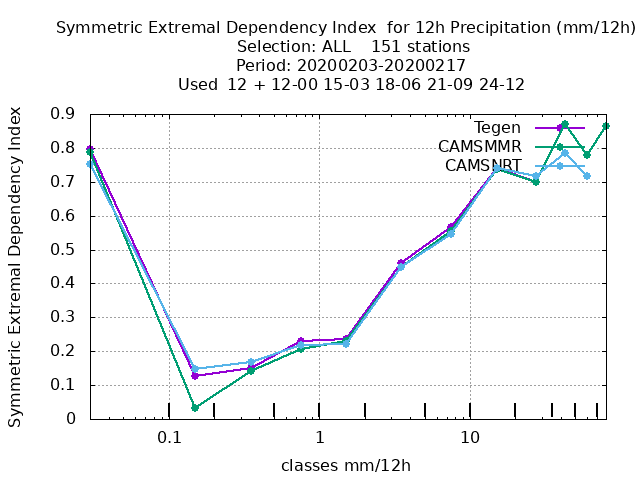 Symmetric Extremal Dependency Index  for 12h Precipitation (mm/12h)
Selection: ALL    151 stations
Period: 20200203-20200217
Used  12 + 12-00 15-03 18-06 21-09 24-12
Symmetric Extremal Dependency Index
0.9
0.8
0.7
0.6
0.5
0.4
0.3
0.2
0.1
0
Tegen
CAMSMMR
CAMSNRT
0.1
1
10
classes mm/12h